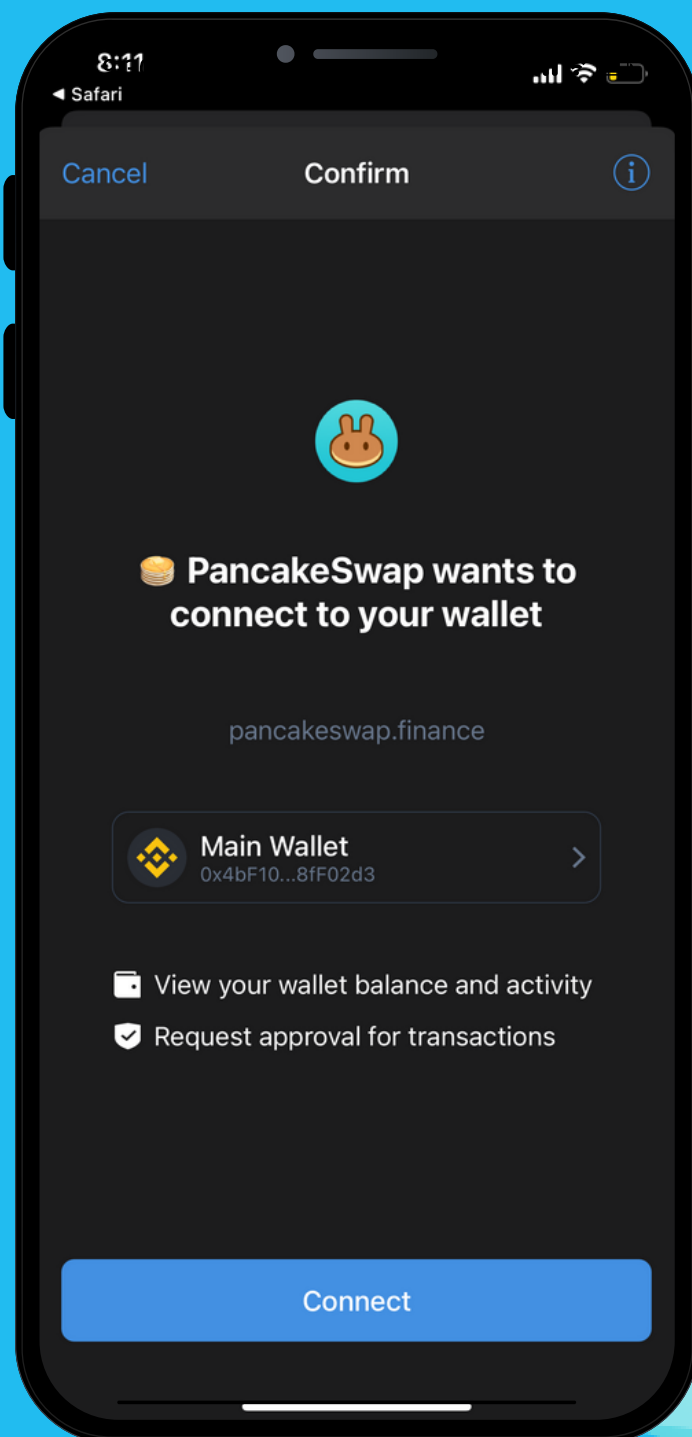 8:11
◀ Safari
Cancel
Confirm
PancakeSwap wants to
connect to your wallet
pancakeswap.finance
Main Wallet
0x4bF10...8fF02d3
View your wallet balance and activity
Request approval for transactions
Connect